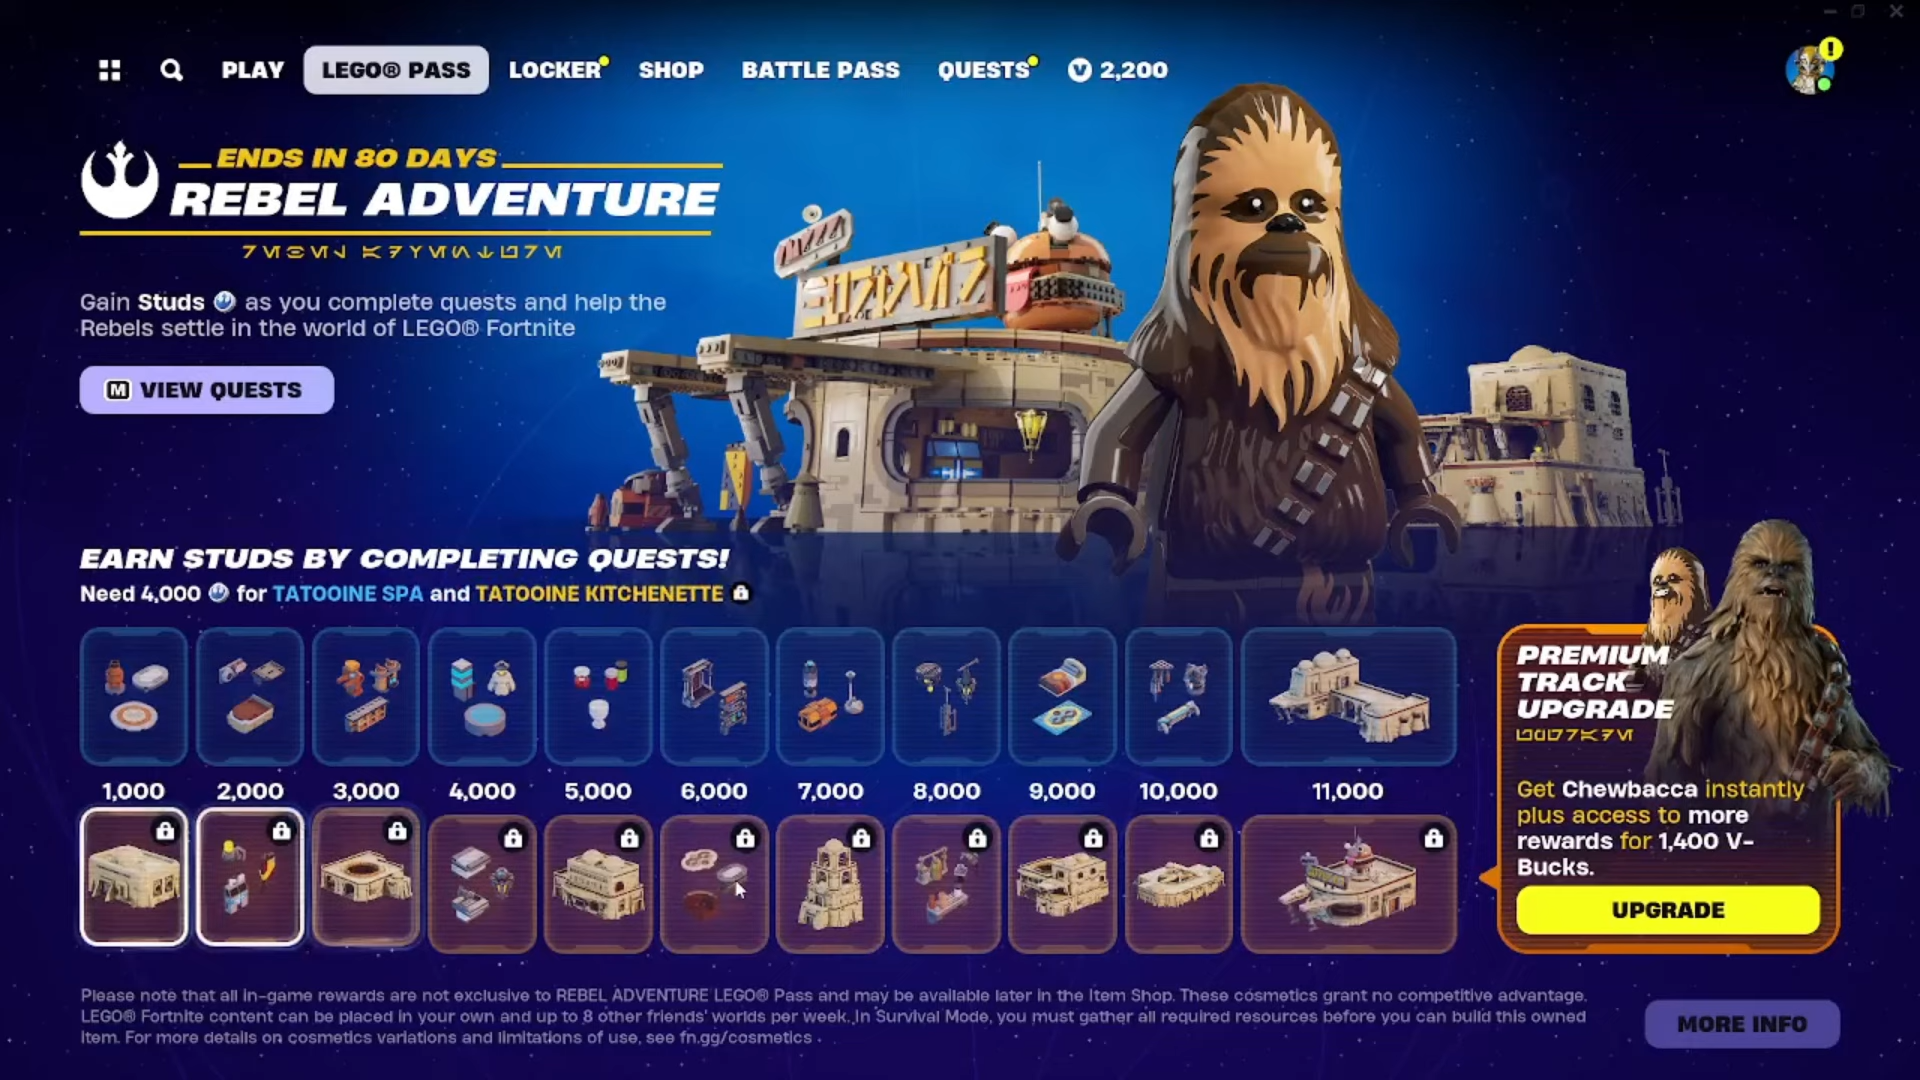 PLAY
LEGO® PASS
LOCKER
SHOP
BATTLE PASS
QUESTS
V 2,200
!
ENDS IN 80 DAYS
REBEL ADVENTURE
Gain Studs as you complete quests and help the
Rebels settle in the world of LEGO® Fortnite
M VIEW QUESTS
EARN STUDS BY COMPLETING QUESTS!
Need 4,000 for TATOOINE SPA and TATOOINE KITCHENETTE
1,000 2,000 3,000 4,000 5,000 6,000 7,000 8,000 9,000 10,000 11,000
PREMIUM
TRACK
UPGRADE
Get Chewbacca instantly
plus access to more
rewards for 1,400 V-
Bucks.
UPGRADE
Please note that all in-game rewards are not exclusive to REBEL ADVENTURE LEGO® Pass and may be available later in the Item Shop. These cosmetics grant no competitive advantage.
LEGO® Fortnite content can be placed in your own and up to 8 other friends' worlds per week. In Survival Mode, you must gather all required resources before you can build this owned
item. For more details on cosmetics variations and limitations of use, see fn.gg/cosmetics
MORE INFO